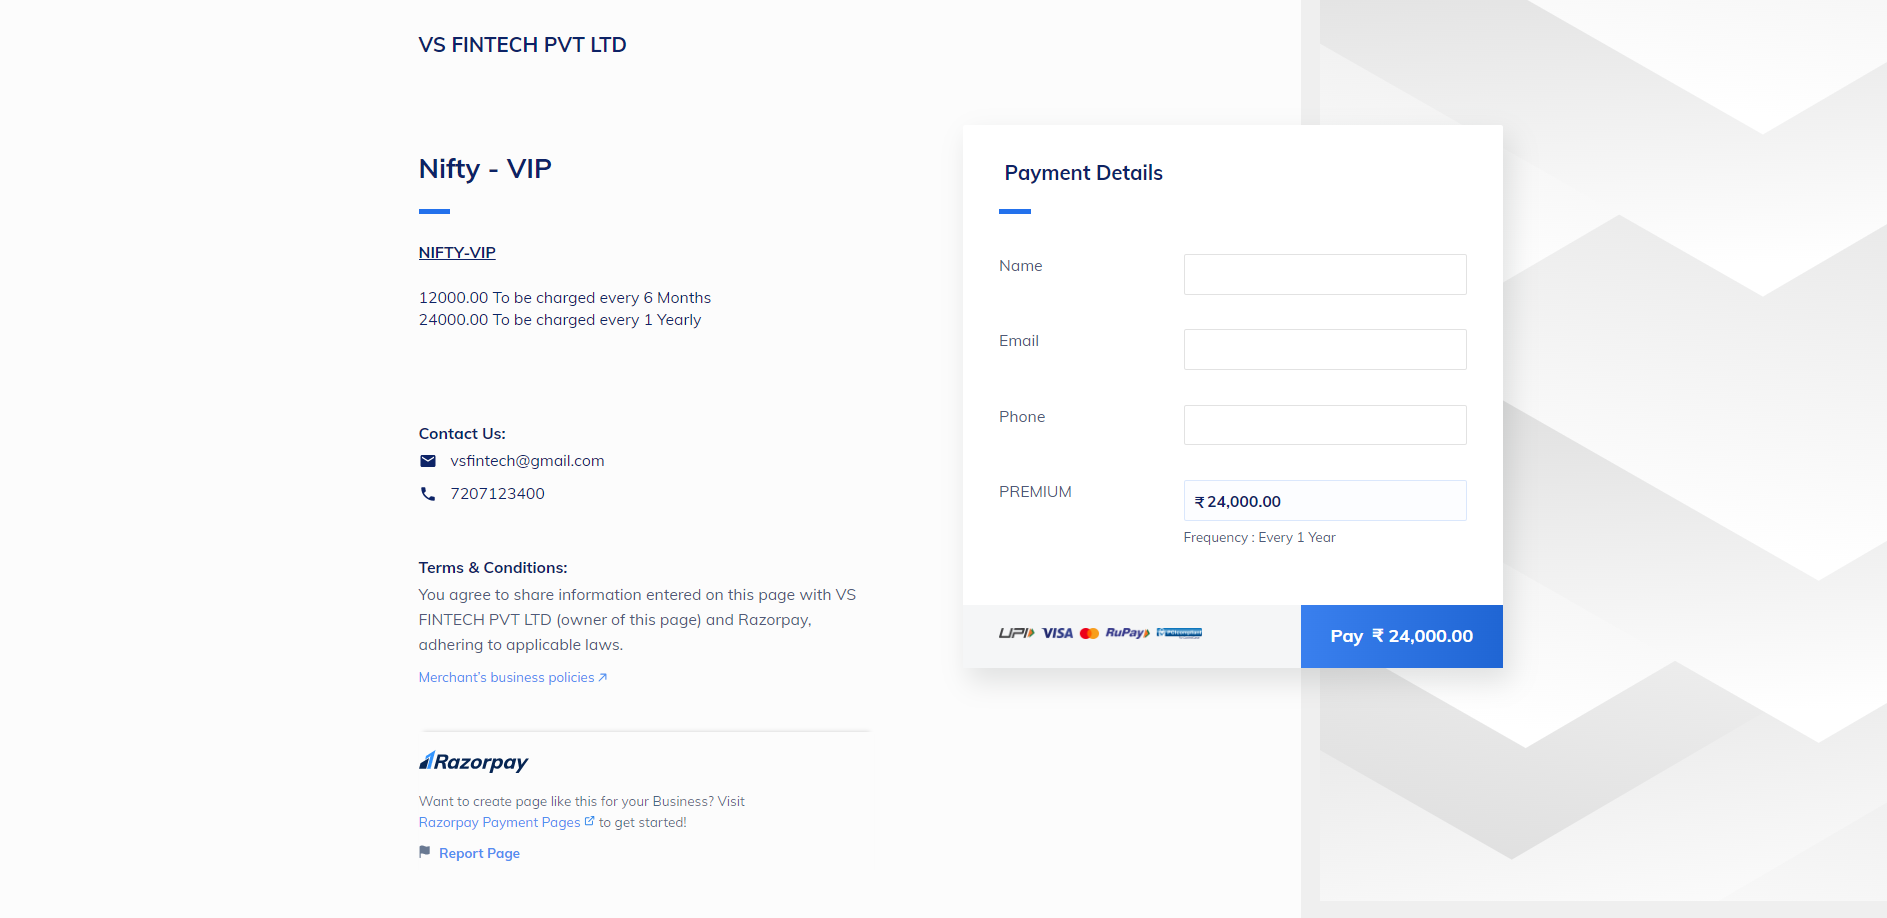 VS FINTECH PVT LTD
Nifty - VIP
NIFTY-VIP
12000.00 To be charged every 6 Months
24000.00 To be charged every 1 Yearly
Contact Us:
vsfintech@gmail.com
7207123400
Terms & Conditions:
You agree to share information entered on this page with VS
FINTECH PVT LTD (owner of this page) and Razorpay,
adhering to applicable laws.
Merchant's business policies
Razorpay
Want to create page like this for your Business? Visit
Razorpay Payment Pages to get started!
Report Page
Payment Details
Name
Email
Phone
PREMIUM
₹ 24,000.00
Frequency : Every 1 Year
UPI VISA RuPay PCI compliant
Pay ₹ 24,000.00